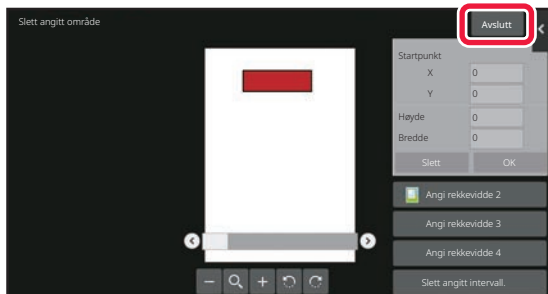 Slett angitt område
Avslutt
Startpunkt
X 0
Y 0
Høyde 0
Bredde 0
Slett OK
Angi rekkevidde 2
Angi rekkevidde 3
Angi rekkevidde 4
Slett angitt intervall.